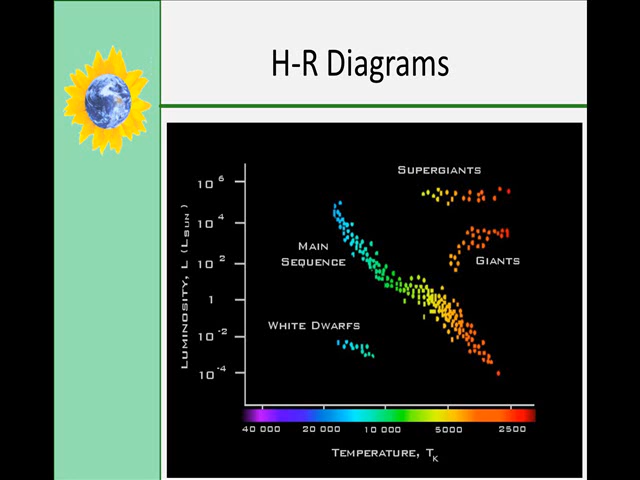 H-R Diagrams
SUPERGIANTS
10 6
10 4
MAIN
SEQUENCE
10 2
GIANTS
LUMINOSITY, L (LSUN)
1
WHITE DWARFS
10 -2
10 -4
40 000 20 000 10 000 5000 2500
TEMPERATURE, TK